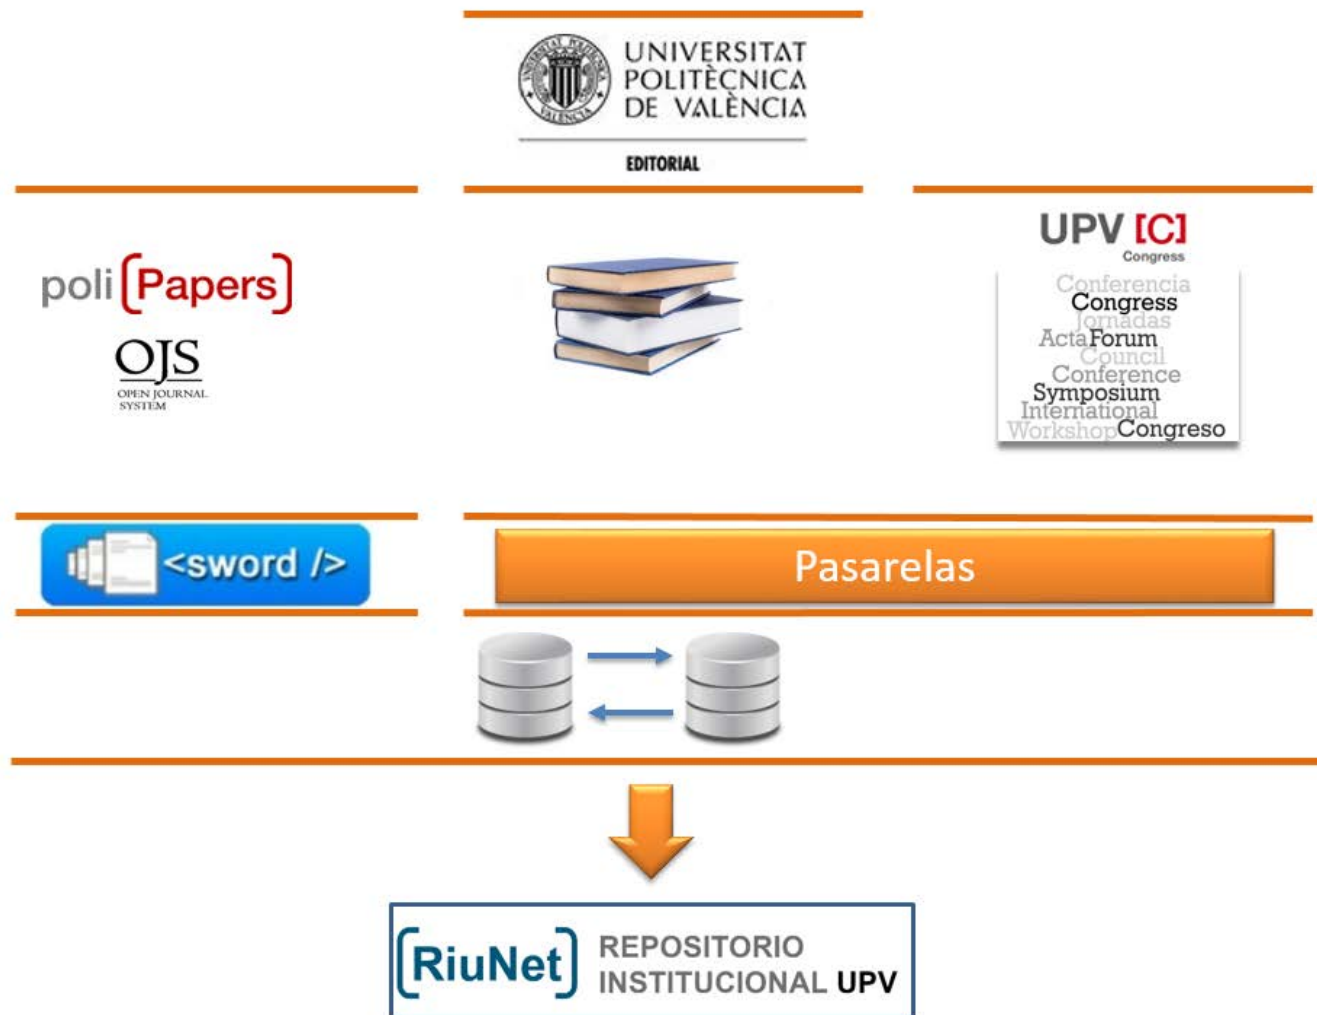 UNIVERSITAT
POLITÈCNICA
DE VALÈNCIA
EDITORIAL
poli[Papers]
OJS
OPEN JOURNAL
SYSTEM
UPV [C]
Congress
Conferencia
Congress
Jornadas
Acta Forum
Council
Conference
Symposium
International
Workshop Congreso
<sword />
Pasarelas
[RiuNet]
REPOSITORIO
INSTITUCIONAL UPV